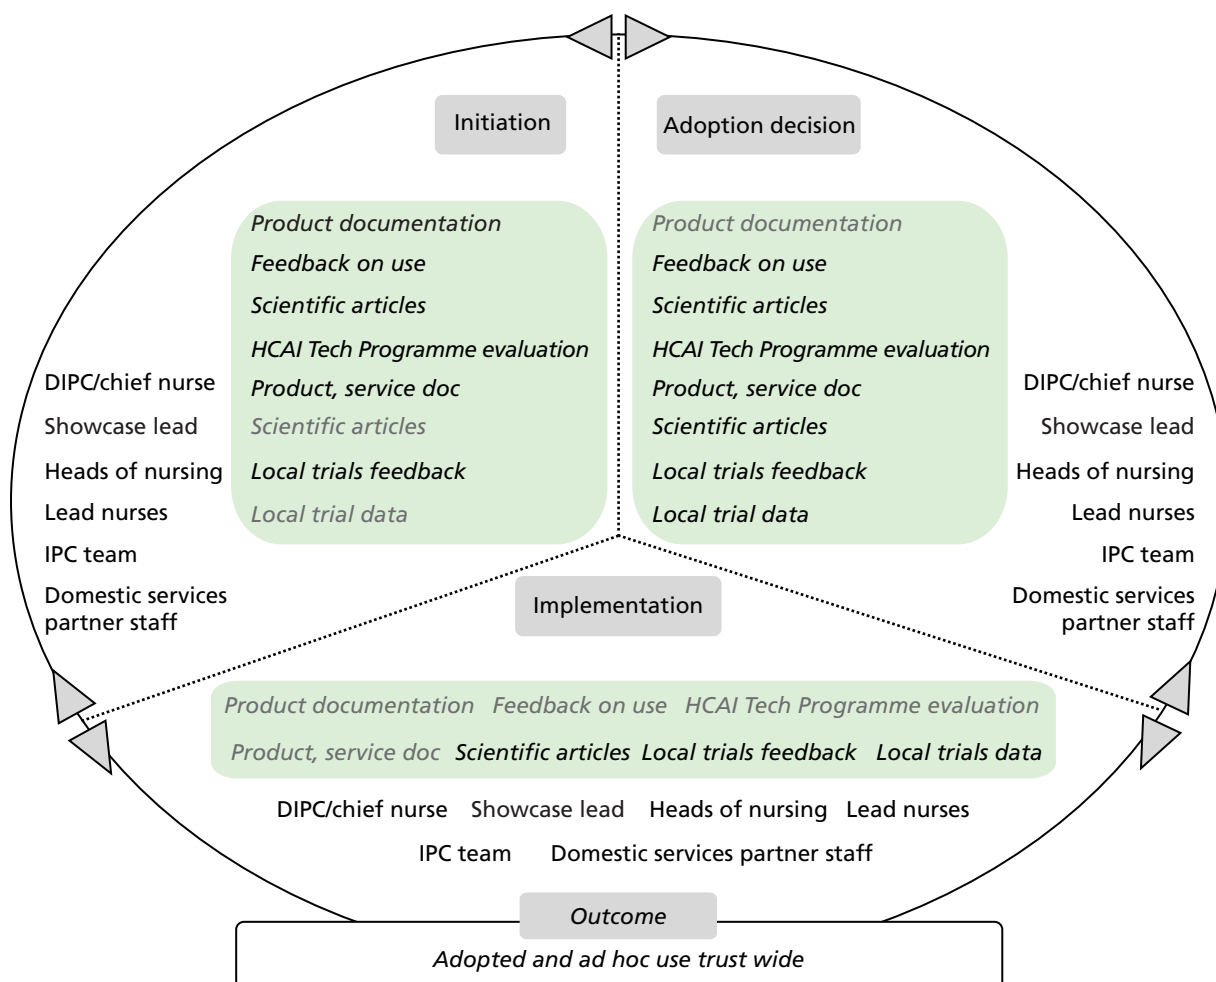 Initiation
Adoption decision
Product documentation
Feedback on use
Scientific articles
HCAI Tech Programme evaluation
Product, service doc
Scientific articles
Local trials feedback
Local trial data
DIPC/chief nurse
Showcase lead
Heads of nursing
Lead nurses
IPC team
Domestic services
partner staff
Product documentation
Feedback on use
Scientific articles
HCAI Tech Programme evaluation
Product, service doc
Scientific articles
Local trials feedback
Local trial data
DIPC/chief nurse
Showcase lead
Heads of nursing
Lead nurses
IPC team
Domestic services
partner staff
Implementation
Product documentation Feedback on use HCAI Tech Programme evaluation
Product, service doc Scientific articles Local trials feedback Local trials data
DIPC/chief nurse Showcase lead Heads of nursing Lead nurses
IPC team Domestic services partner staff
Outcome
Adopted and ad hoc use trust wide